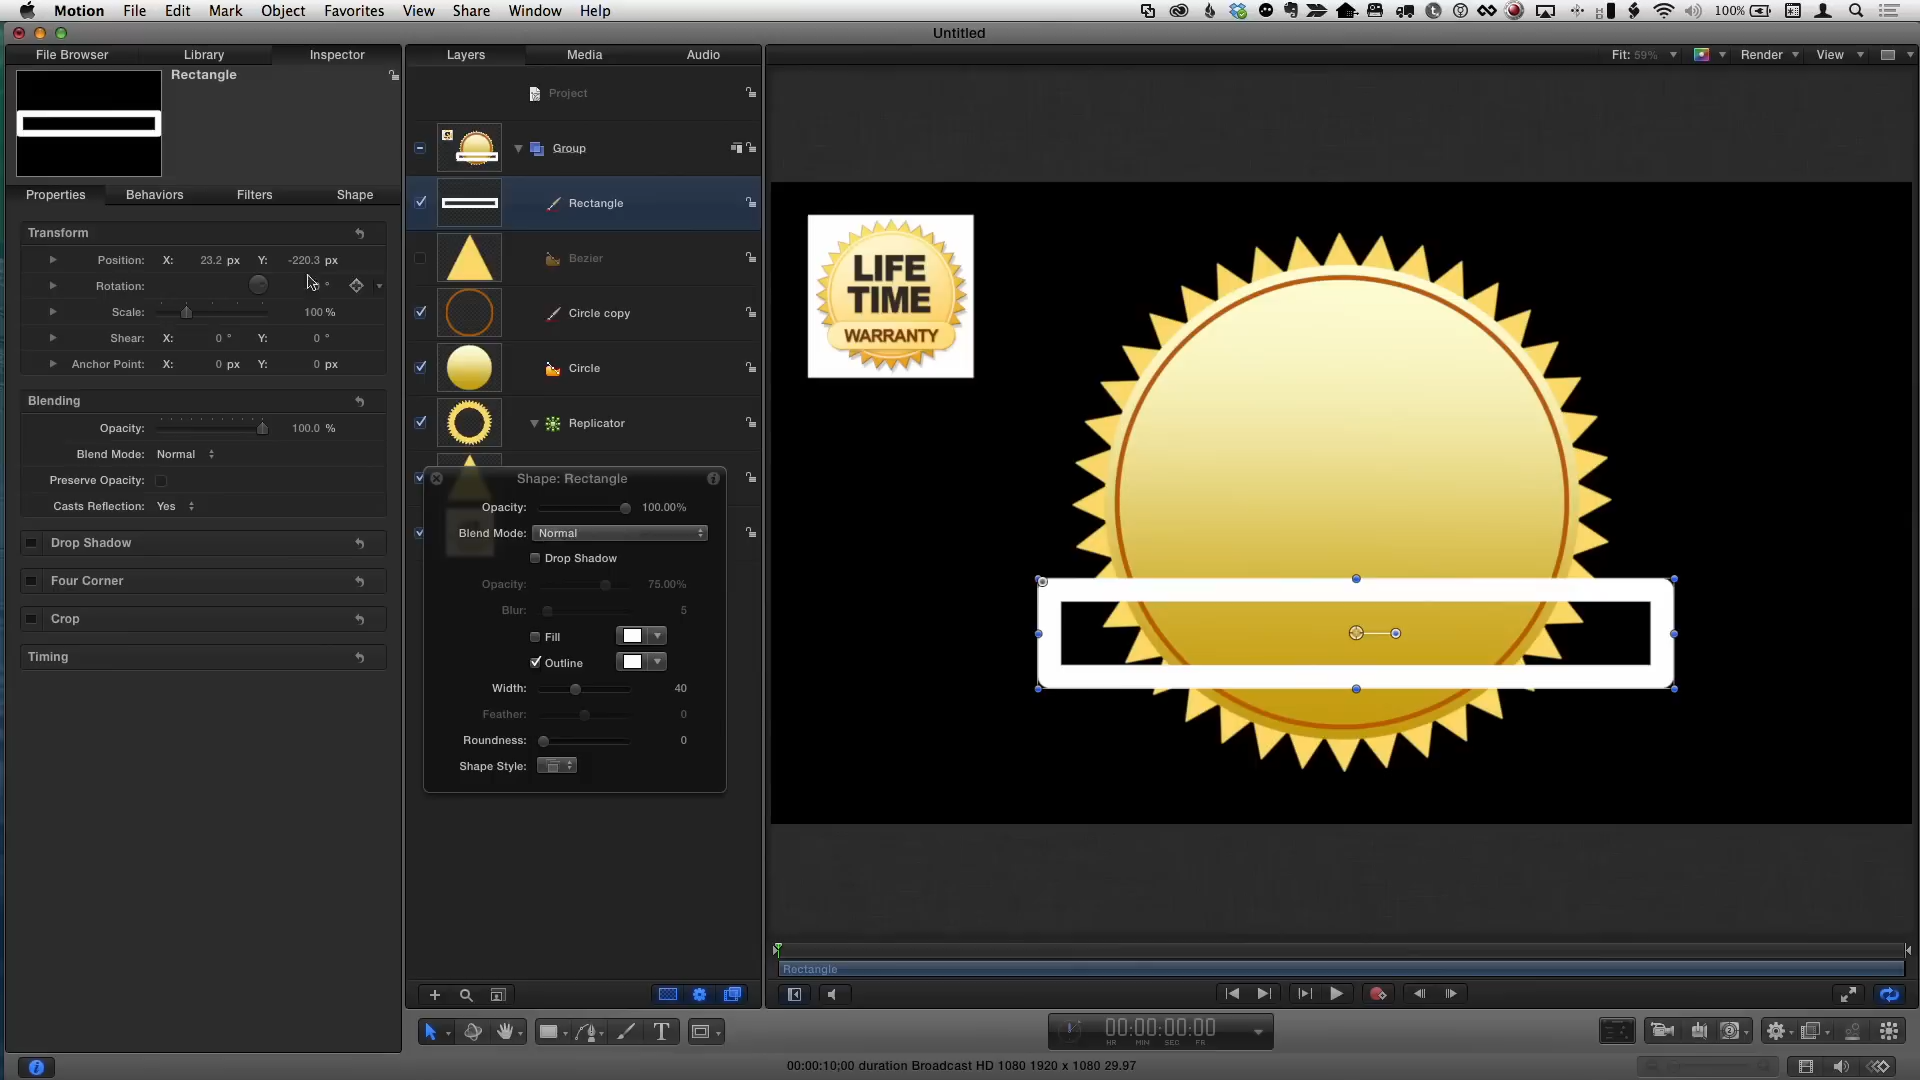 Motion File Edit Mark Object Favorites View Share Window Help 100%
Untitled
File Browser Library Inspector Layers Media Audio Fit: 59% Render View
Rectangle
Project
Group
Properties Behaviors Filters Shape
Rectangle
Transform
Position: X: 23.2 px Y: -220.3 px
Bezier
Rotation: °
Scale: 100 %
Circle copy
Shear: X: 0 ° Y: 0 °
Anchor Point: X: 0 px Y: 0 px
Circle
LIFE
TIME
WARRANTY
Blending
Opacity: 100.0 %
Replicator
Blend Mode: Normal
Preserve Opacity:
Casts Reflection: Yes
Drop Shadow
Four Corner
Crop
Timing
Shape: Rectangle
Opacity: 100.00%
Blend Mode: Normal
Drop Shadow
Opacity: 75.00%
Blur: 5
Fill
Outline
Width: 40
Feather: 0
Roundness: 0
Shape Style:
Rectangle
T
00:00:00:00
HR MIN SEC FR
00:00:10;00 duration Broadcast HD 1080 1920 x 1080 29.97